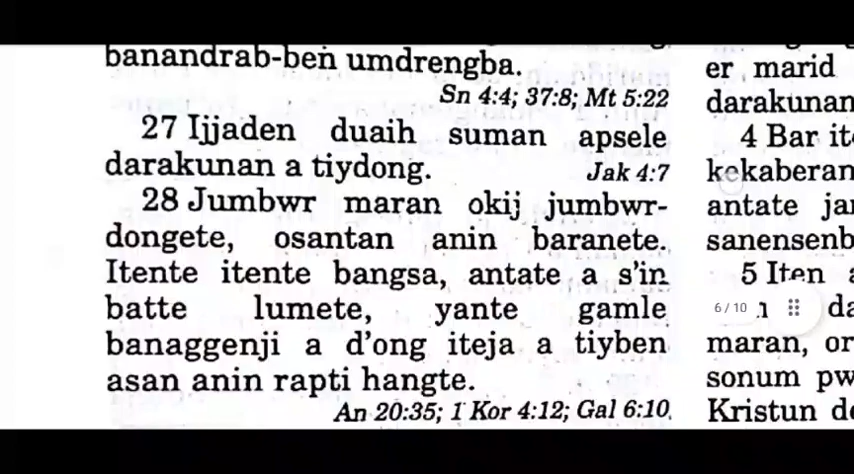 banandrab-beṅ umdrengba.
Sn 4:4; 37:8; Mt 5:22
27 Ijjaden duaih suman apsele
darakunan a tiydong. Jak 4:7
28 Jumbwr maran okij jumbwr-
dongete, osantan anin baranete.
Itente itente bangsa, antate a s'in
batte lumete, yante gamle
banaggenji a d'ong iteja a tiyben
asan anin rapti hangte.
An 20:35; 1 Kor 4:12; Gal 6:10
er marid
darakunan
4 Bar it
kekaberan
antate
sanensenb
5 Iten
6/10
maran, or
sonum pw
Kristun